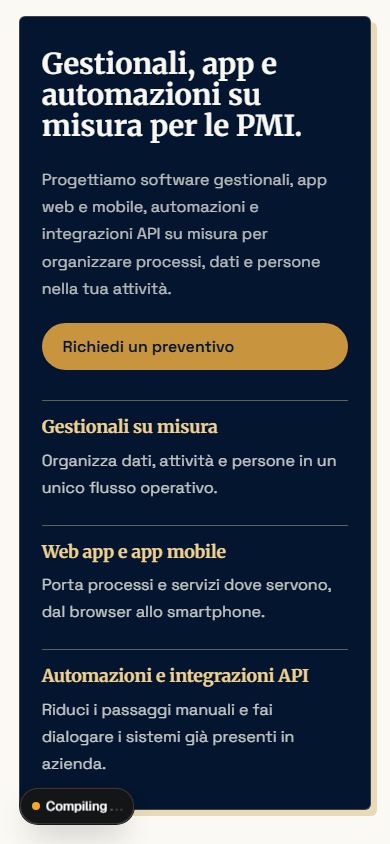 Gestionali, app e
automazioni su
misura per le PMI.
Progettiamo software gestionali, app
web e mobile, automazioni e
integrazioni API su misura per
organizzare processi, dati e persone
nella tua attività.
Richiedi un preventivo
Gestionali su misura
Organizza dati, attività e persone in un
unico flusso operativo.
Web app e app mobile
Porta processi e servizi dove servono,
dal browser allo smartphone.
Automazioni e integrazioni API
Riduci i passaggi manuali e fai
dialogare i sistemi già presenti in
azienda.
Compiling ...